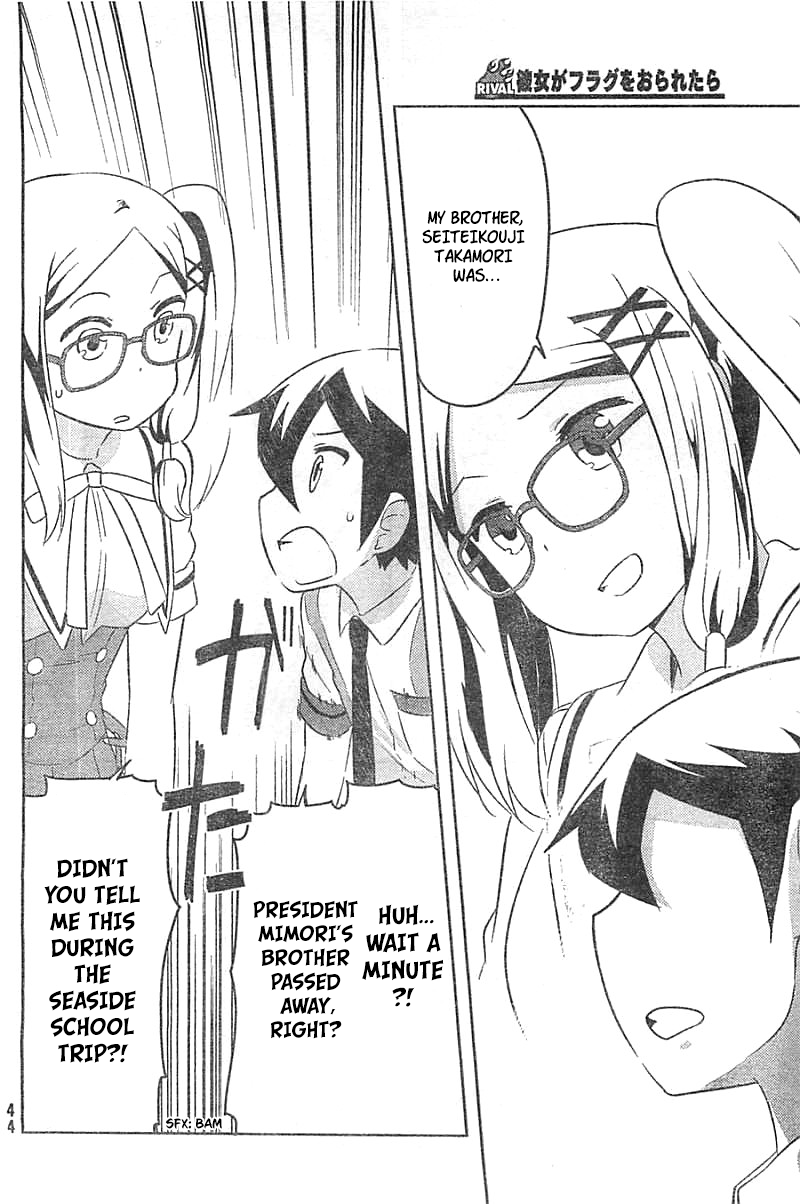 RIVAL
彼女がフラグをおられたら
MY BROTHER,
SEITEIKOUJI
TAKAMORI
WAS...
HUH...
WAIT A
MINUTE
?!
PRESIDENT
MIMORI'S
BROTHER
PASSED
AWAY,
RIGHT?
ガタッ
SFX: BAM
DIDN'T
YOU TELL
ME THIS
DURING
THE
SEASIDE
SCHOOL
TRIP?!
44